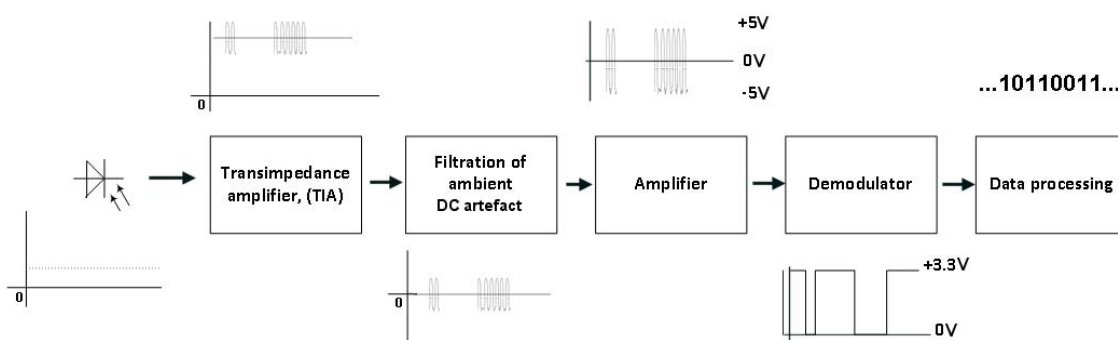 +5V
0V
-5V
0
...10110011...
Transimpedance
amplifier, (TIA)
Filtration of
ambient
DC artefact
Amplifier
Demodulator
Data processing
0
0
+3.3V
0V